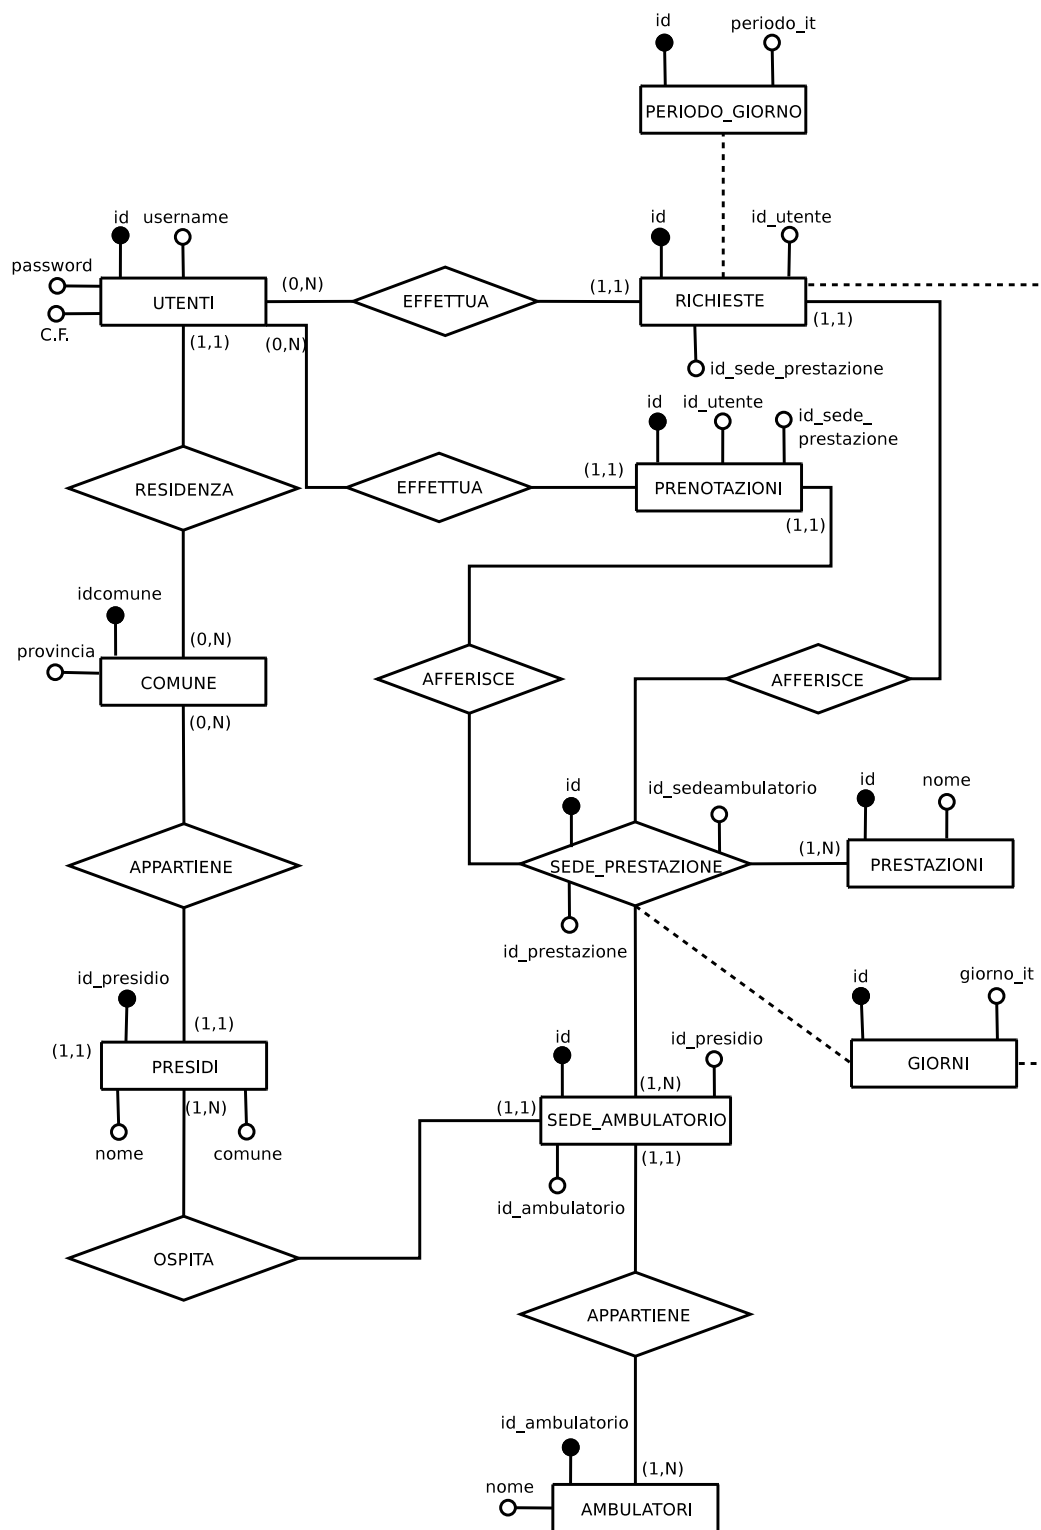 id
periodo_it
PERIODO_GIORNO
id
username
id
id_utente
password
(0,N)
EFFETTUA
(1,1)
UTENTI
RICHIESTE
(1,1)
C.F.
(1,1)
(0,N)
id_sede_prestazione
id
id_utente
id_sede_
prestazione
RESIDENZA
EFFETTUA
(1,1)
PRENOTAZIONI
(1,1)
idcomune
(0,N)
provincia
COMUNE
(0,N)
AFFERISCE
AFFERISCE
id
id_sedeambulatorio
id
nome
APPARTIENE
SEDE_PRESTAZIONE
(1,N)
PRESTAZIONI
id_prestazione
id_presidio
id
giorno_it
(1,1)
(1,1)
PRESIDI
id
id_presidio
GIORNI
(1,N)
(1,N)
(1,1)
SEDE_AMBULATORIO
nome
comune
(1,1)
id_ambulatorio
OSPITA
APPARTIENE
id_ambulatorio
(1,N)
nome
AMBULATORI